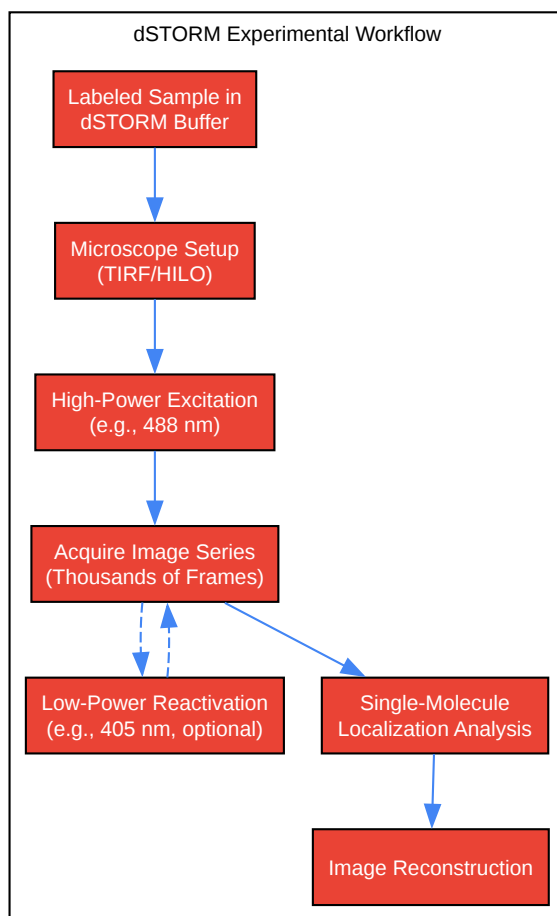 dSTORM Experimental Workflow
Labeled Sample in
dSTORM Buffer
Microscope Setup
(TIRF/HILO)
High-Power Excitation
(e.g., 488 nm)
Acquire Image Series
(Thousands of Frames)
Low-Power Reactivation
(e.g., 405 nm, optional)
Single-Molecule
Localization Analysis
Image Reconstruction